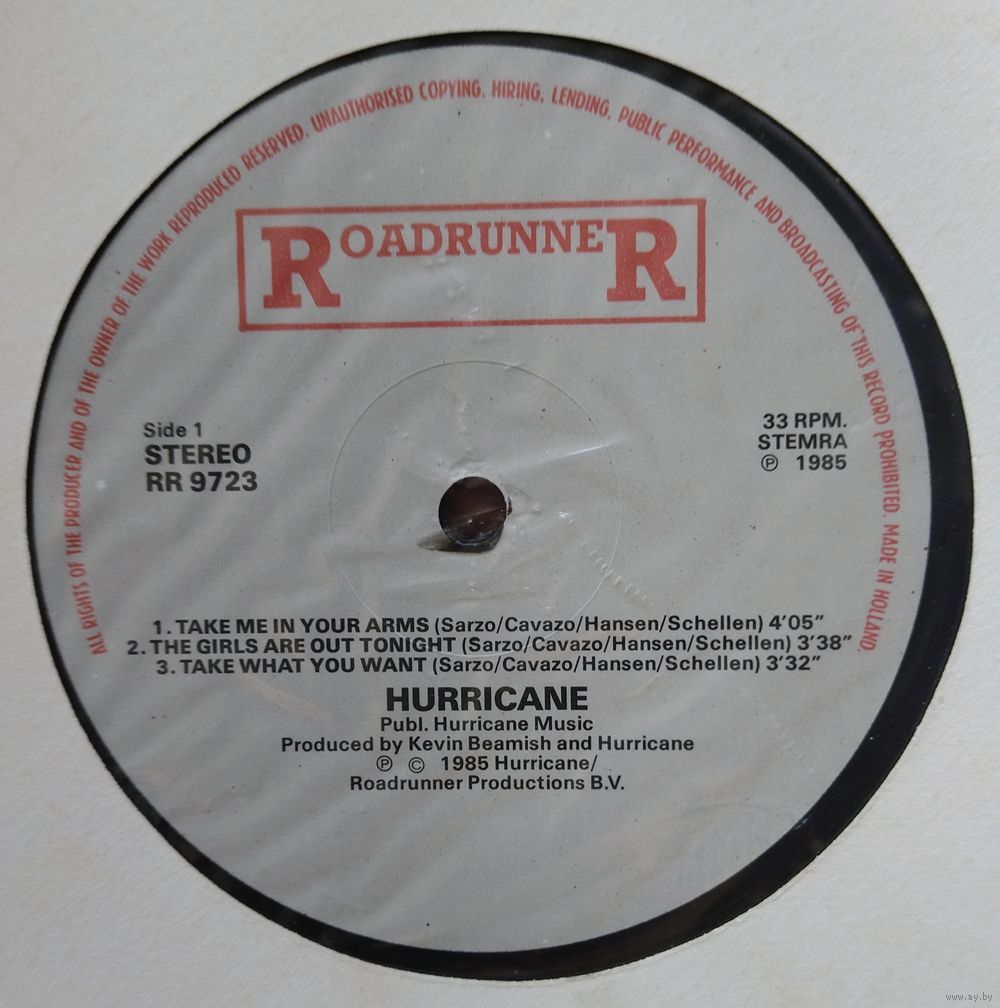 ALL RIGHTS OF THE PRODUCER AND OF THE OWNER OF THE WORK REPRODUCED RESERVED. UNAUTHORISED COPYING, HIRING, LENDING, PUBLIC PERFORMANCE AND BROADCASTING OF THIS RECORD PROHIBITED. MADE IN HOLLAND.
ROADRUNNER
Side 1
STEREO
RR 9723
33 RPM.
STEMRA
℗ 1985
1. TAKE ME IN YOUR ARMS (Sarzo/Cavazo/Hansen/Schellen) 4'05"
2. THE GIRLS ARE OUT TONIGHT (Sarzo/Cavazo/Hansen/Schellen) 3'38"
3. TAKE WHAT YOU WANT (Sarzo/Cavazo/Hansen/Schellen) 3'32"
HURRICANE
Publ. Hurricane Music
Produced by Kevin Beamish and Hurricane
℗ © 1985 Hurricane/
Roadrunner Productions B.V.
www.ay.by